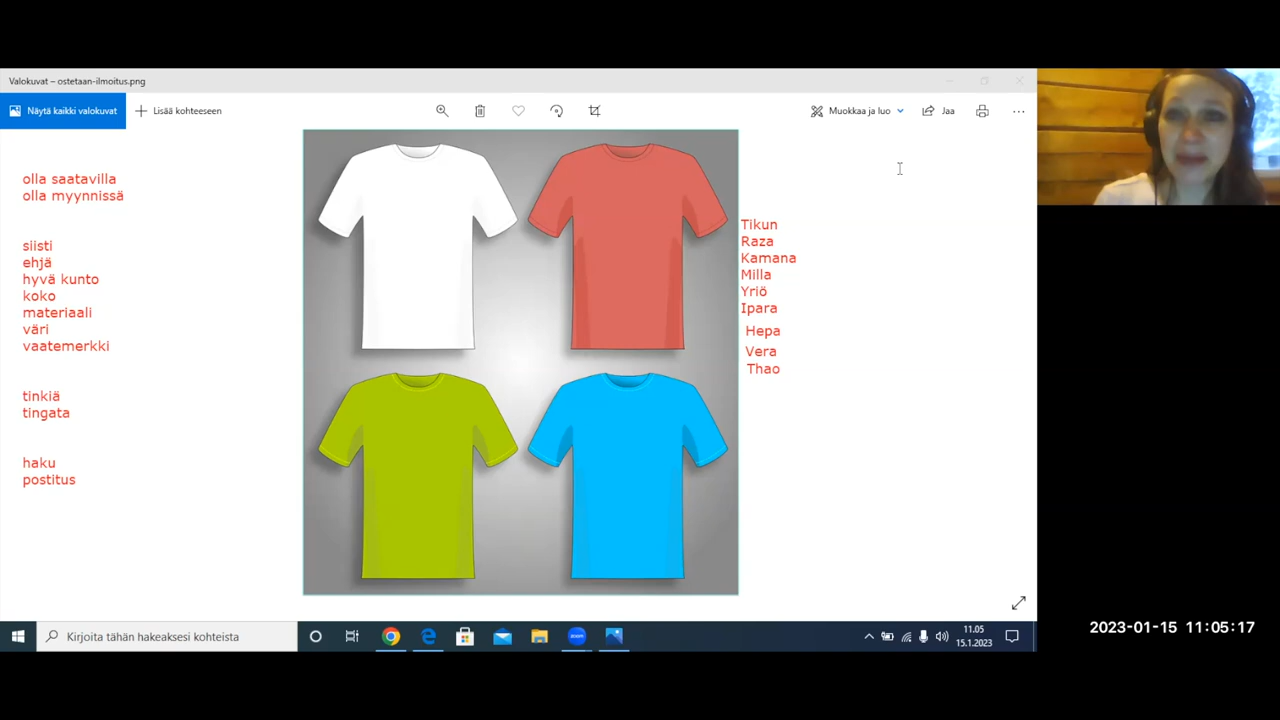 Valokuvat – ostetaan-ilmoitus.png
Näytä kaikki valokuvat
Lisää kohteeseen
Muokkaa ja luo
Jaa
olla saatavilla
olla myynnissä
siisti
ehjä
hyvä kunto
koko
materiaali
väri
vaatemerkki
tinkiä
tingata
haku
postitus
Tikun
Raza
Kamana
Milla
Yriö
Ipara
Hepa
Vera
Thao
Kirjoita tähän hakeaksesi kohteista
zoom
11.05
15.1.2023
2023-01-15 11:05:17